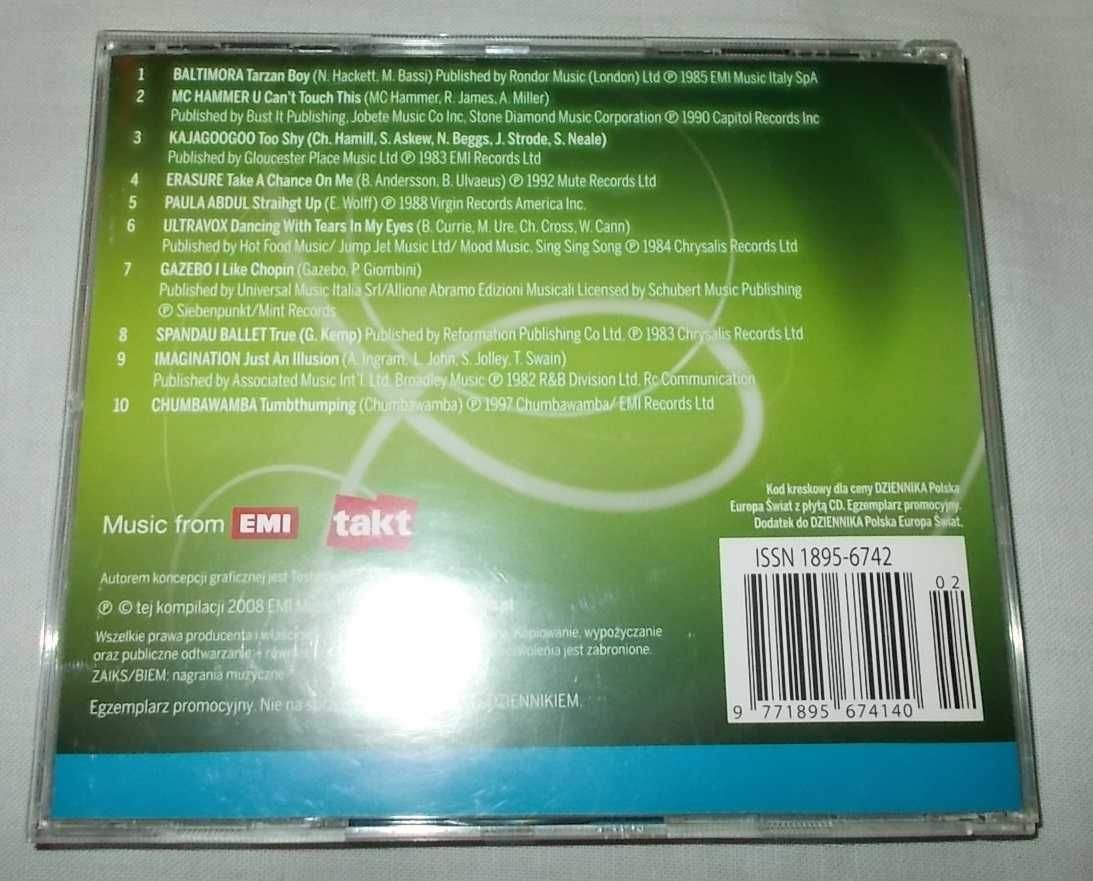 1 BALTIMORA Tarzan Boy (N. Hackett, M. Bassi) Published by Rondor Music (London) Ltd ℗ 1985 EMI Music Italy SpA
2 MC HAMMER U Can't Touch This (MC Hammer, R. James, A. Miller)
Published by Bust It Publishing, Jobete Music Co Inc, Stone Diamond Music Corporation ℗ 1990 Capitol Records Inc
3 KAJAGOOGOO Too Shy (Ch. Hamill, S. Askew, N. Beggs, J. Strode, S. Neale)
Published by Gloucester Place Music Ltd ℗ 1983 EMI Records Ltd
4 ERASURE Take A Chance On Me (B. Andersson, B. Ulvaeus) ℗ 1992 Mute Records Ltd
5 PAULA ABDUL Straihgt Up (E. Wolff) ℗ 1988 Virgin Records America Inc.
6 ULTRAVOX Dancing With Tears In My Eyes (B. Currie, M. Ure, Ch. Cross, W. Cann)
Published by Hot Food Music/ Jump Jet Music Ltd/ Mood Music, Sing Sing Song ℗ 1984 Chrysalis Records Ltd
7 GAZEBO I Like Chopin (Gazebo, P. Giombini)
Published by Universal Music Italia Srl/Allione Abramo Edizioni Musicali Licensed by Schubert Music Publishing
℗ Siebenpunkt/Mint Records
8 SPANDAU BALLET True (G. Kemp) Published by Reformation Publishing Co Ltd. ℗ 1983 Chrysalis Records Ltd
9 IMAGINATION Just An Illusion (A. Ingram, L. John, S. Jolley, T. Swain)
Published by Associated Music Int'l. Ltd, Broadley Music ℗ 1982 R&B Division Ltd, Rc Communication
10 CHUMBAWAMBA Tumbthumping (Chumbawamba) ℗ 1997 Chumbawamba/ EMI Records Ltd
Kod kreskowy dla ceny DZIENNIKA Polska
Europa Świat z płytą CD. Egzemplarz promocyjny.
Dodatek do DZIENNIKA Polska Europa Świat.
Music from EMI takt
ISSN 1895-6742
02
9 771895 674140
Autorem koncepcji graficznej jest
℗ © tej kompilacji 2008 EMI
Wszelkie prawa producenta i Kopiowanie, wypożyczanie
oraz publiczne odtwarzanie jest zabronione.
ZAIKS/BIEM: nagrania muzyczne
Egzemplarz promocyjny. Nie na DZIENNIKIEM.